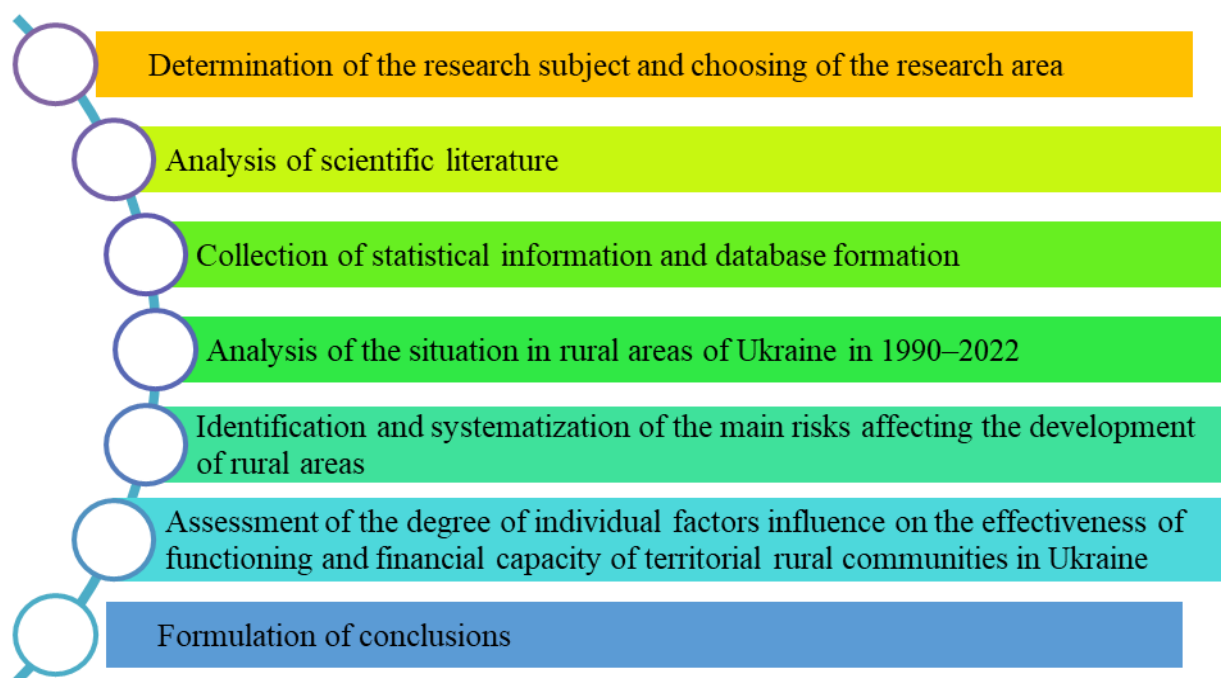 Determination of the research subject and choosing of the research area
Analysis of scientific literature
Collection of statistical information and database formation
Analysis of the situation in rural areas of Ukraine in 1990–2022
Identification and systematization of the main risks affecting the development
of rural areas
Assessment of the degree of individual factors influence on the effectiveness of
functioning and financial capacity of territorial rural communities in Ukraine
Formulation of conclusions